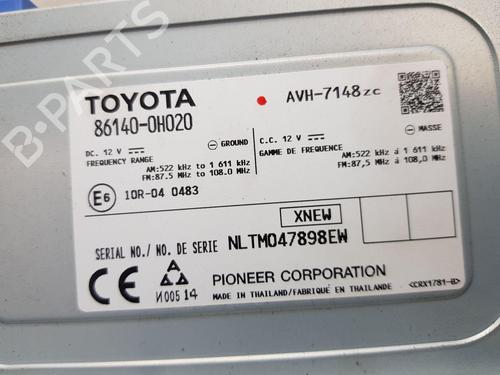 B-PARTS
TOYOTA
86140-0H020
AVH-7148zc
DC. 12 V GROUND
FREQUENCY RANGE
AM:522 kHz to 1 611 kHz
FM:87.5 MHz to 108.0 MHz
C.C. 12 V MASSE
GAMME DE FREQUENCE
AM:522 kHz á 1 611 kHz
FM:87,5 MHz á 108,0 MHz
E6 10R-04 0483
XNEW
SERIAL NO./ NO. DE SERIE NLTM047898EW
CE
N005 14
PIONEER CORPORATION
MADE IN THAILAND/FABRIQUÉ EN THAILANDE
<CRX1781-B>